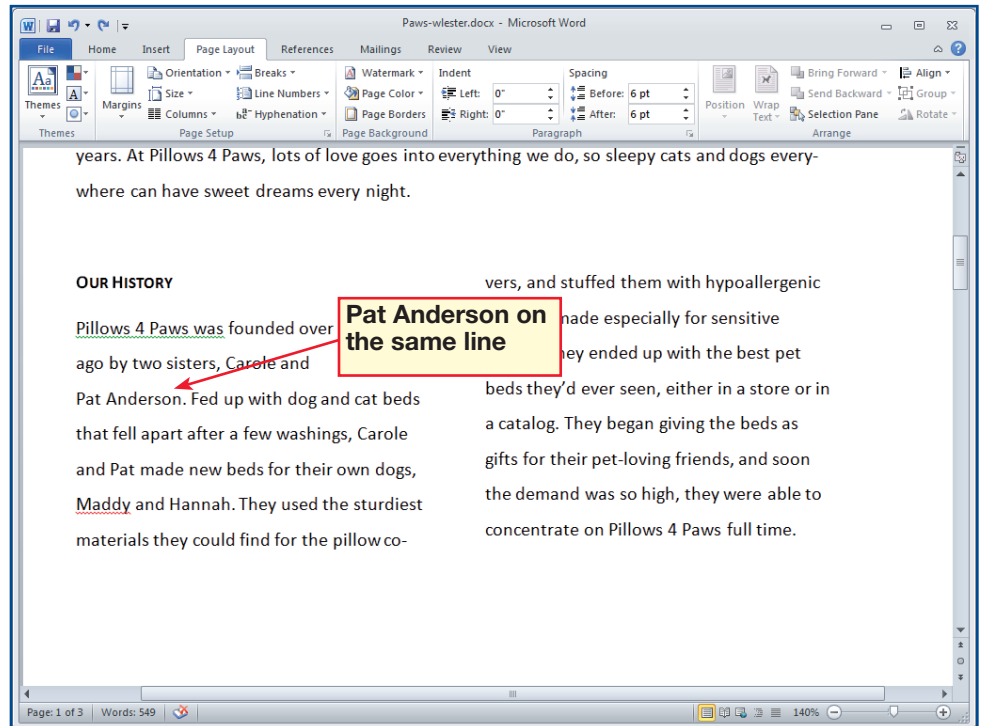 Paws-wlester.docx - Microsoft Word
File Home Insert Page Layout References Mailings Review View
Themes
Margins
Orientation
Size
Columns
Breaks
Line Numbers
Hyphenation
Watermark
Page Color
Page Borders
Indent
Left: 0"
Right: 0"
Spacing
Before: 6 pt
After: 6 pt
Position
Wrap Text
Bring Forward
Send Backward
Selection Pane
Align
Group
Rotate
Themes Page Setup Page Background Paragraph Arrange
years. At Pillows 4 Paws, lots of love goes into everything we do, so sleepy cats and dogs every-
where can have sweet dreams every night.
OUR HISTORY
Pillows 4 Paws was founded over
ago by two sisters, Carole and
Pat Anderson. Fed up with dog and cat beds
that fell apart after a few washings, Carole
and Pat made new beds for their own dogs,
Maddy and Hannah. They used the sturdiest
materials they could find for the pillow co-
Pat Anderson on
the same line
vers, and stuffed them with hypoallergenic
made especially for sensitive
hey ended up with the best pet
beds they'd ever seen, either in a store or in
a catalog. They began giving the beds as
gifts for their pet-loving friends, and soon
the demand was so high, they were able to
concentrate on Pillows 4 Paws full time.
Page: 1 of 3 Words: 549 140%